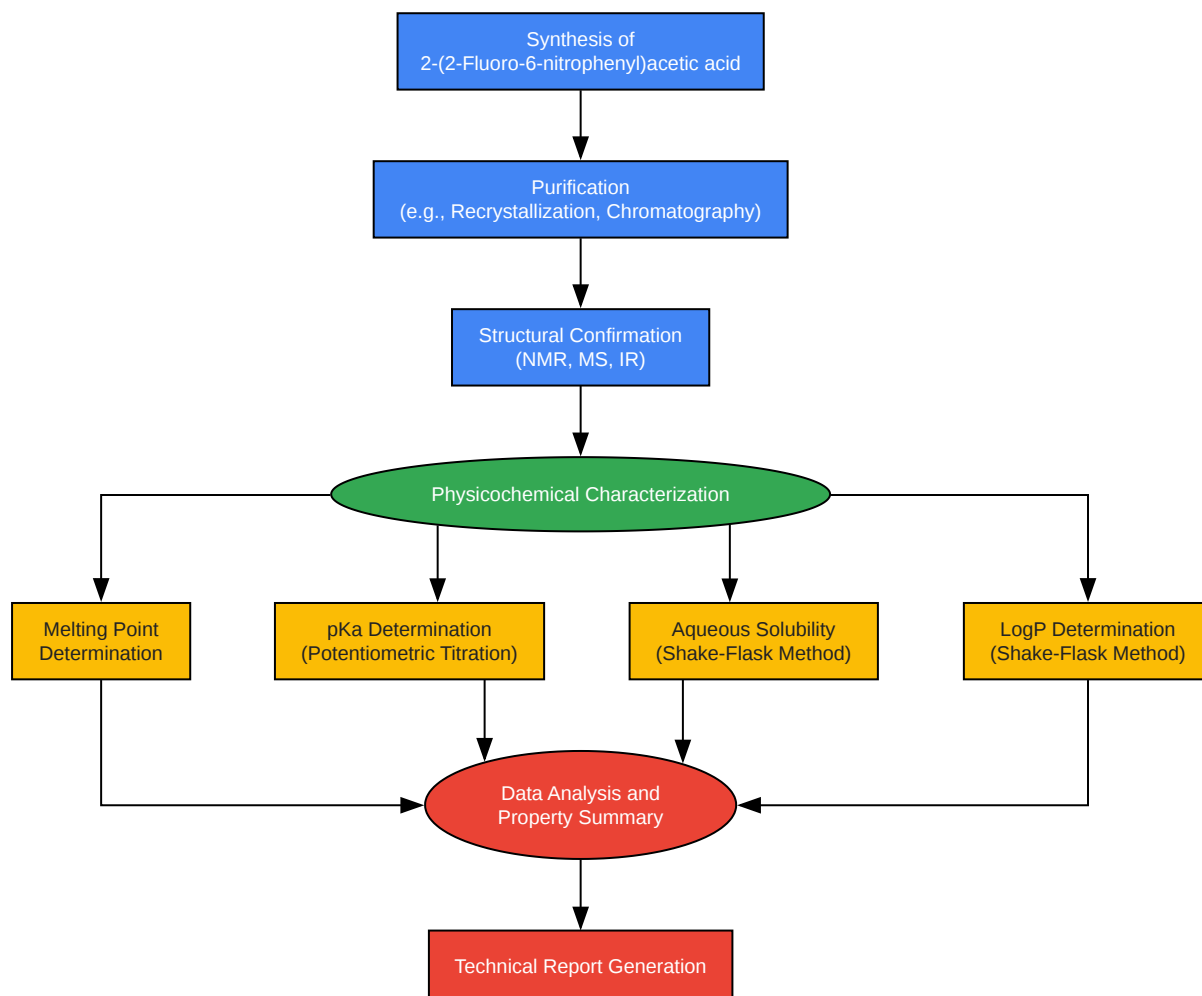 Synthesis of
2-(2-Fluoro-6-nitrophenyl)acetic acid
Purification
(e.g., Recrystallization, Chromatography)
Structural Confirmation
(NMR, MS, IR)
Physicochemical Characterization
Melting Point
Determination
pKa Determination
(Potentiometric Titration)
Aqueous Solubility
(Shake-Flask Method)
LogP Determination
(Shake-Flask Method)
Data Analysis and
Property Summary
Technical Report Generation